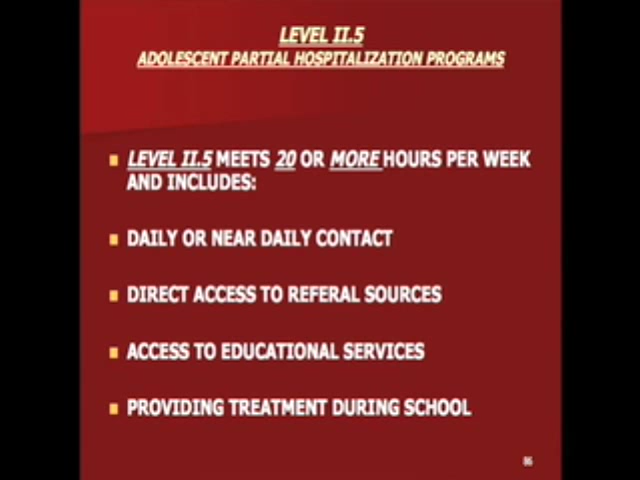 LEVEL II.5
ADOLESCENT PARTIAL HOSPITALIZATION PROGRAMS
LEVEL II.5 MEETS 20 OR MORE HOURS PER WEEK
AND INCLUDES:
DAILY OR NEAR DAILY CONTACT
DIRECT ACCESS TO REFERAL SOURCES
ACCESS TO EDUCATIONAL SERVICES
PROVIDING TREATMENT DURING SCHOOL
86